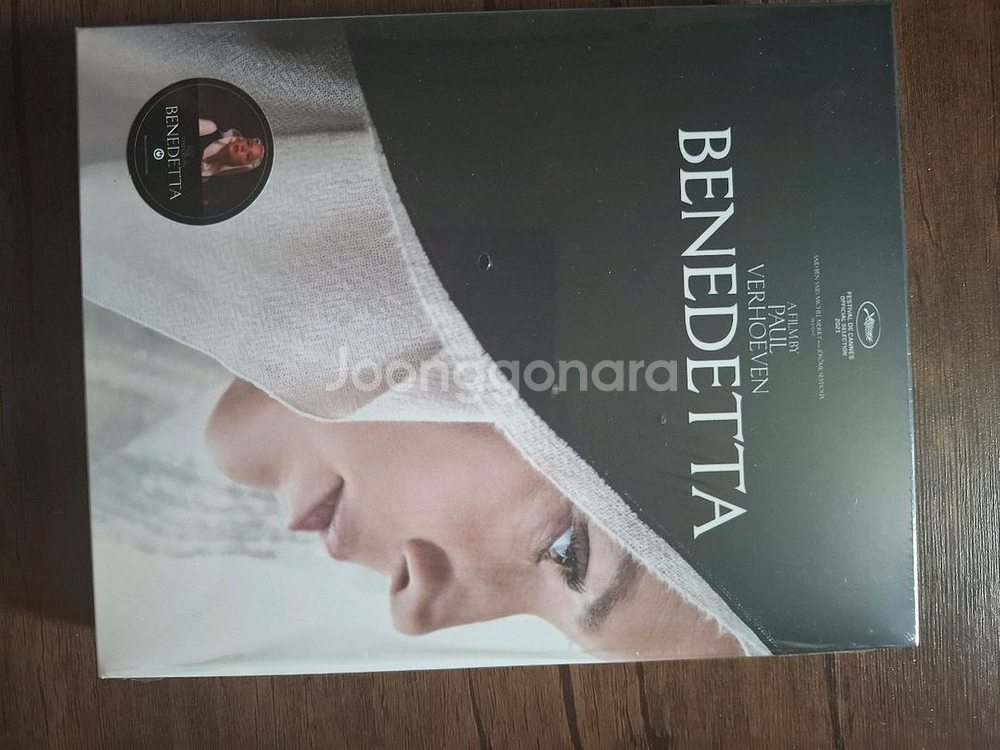 FESTIVAL DE CANNES
OFFICIAL SELECTION
2021
A FILM BY
PAUL
VERHOEVEN
BENEDETTA
BENEDETTA
Joonggonara